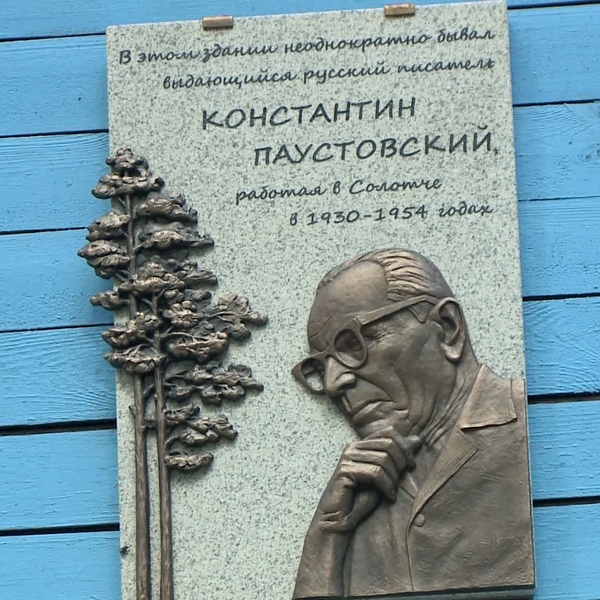 В этом здании неоднократно бывал
выдающийся русский писатель
КОНСТАНТИН
ПАУСТОВСКИЙ,
работая в Солотче
в 1930-1954 годах